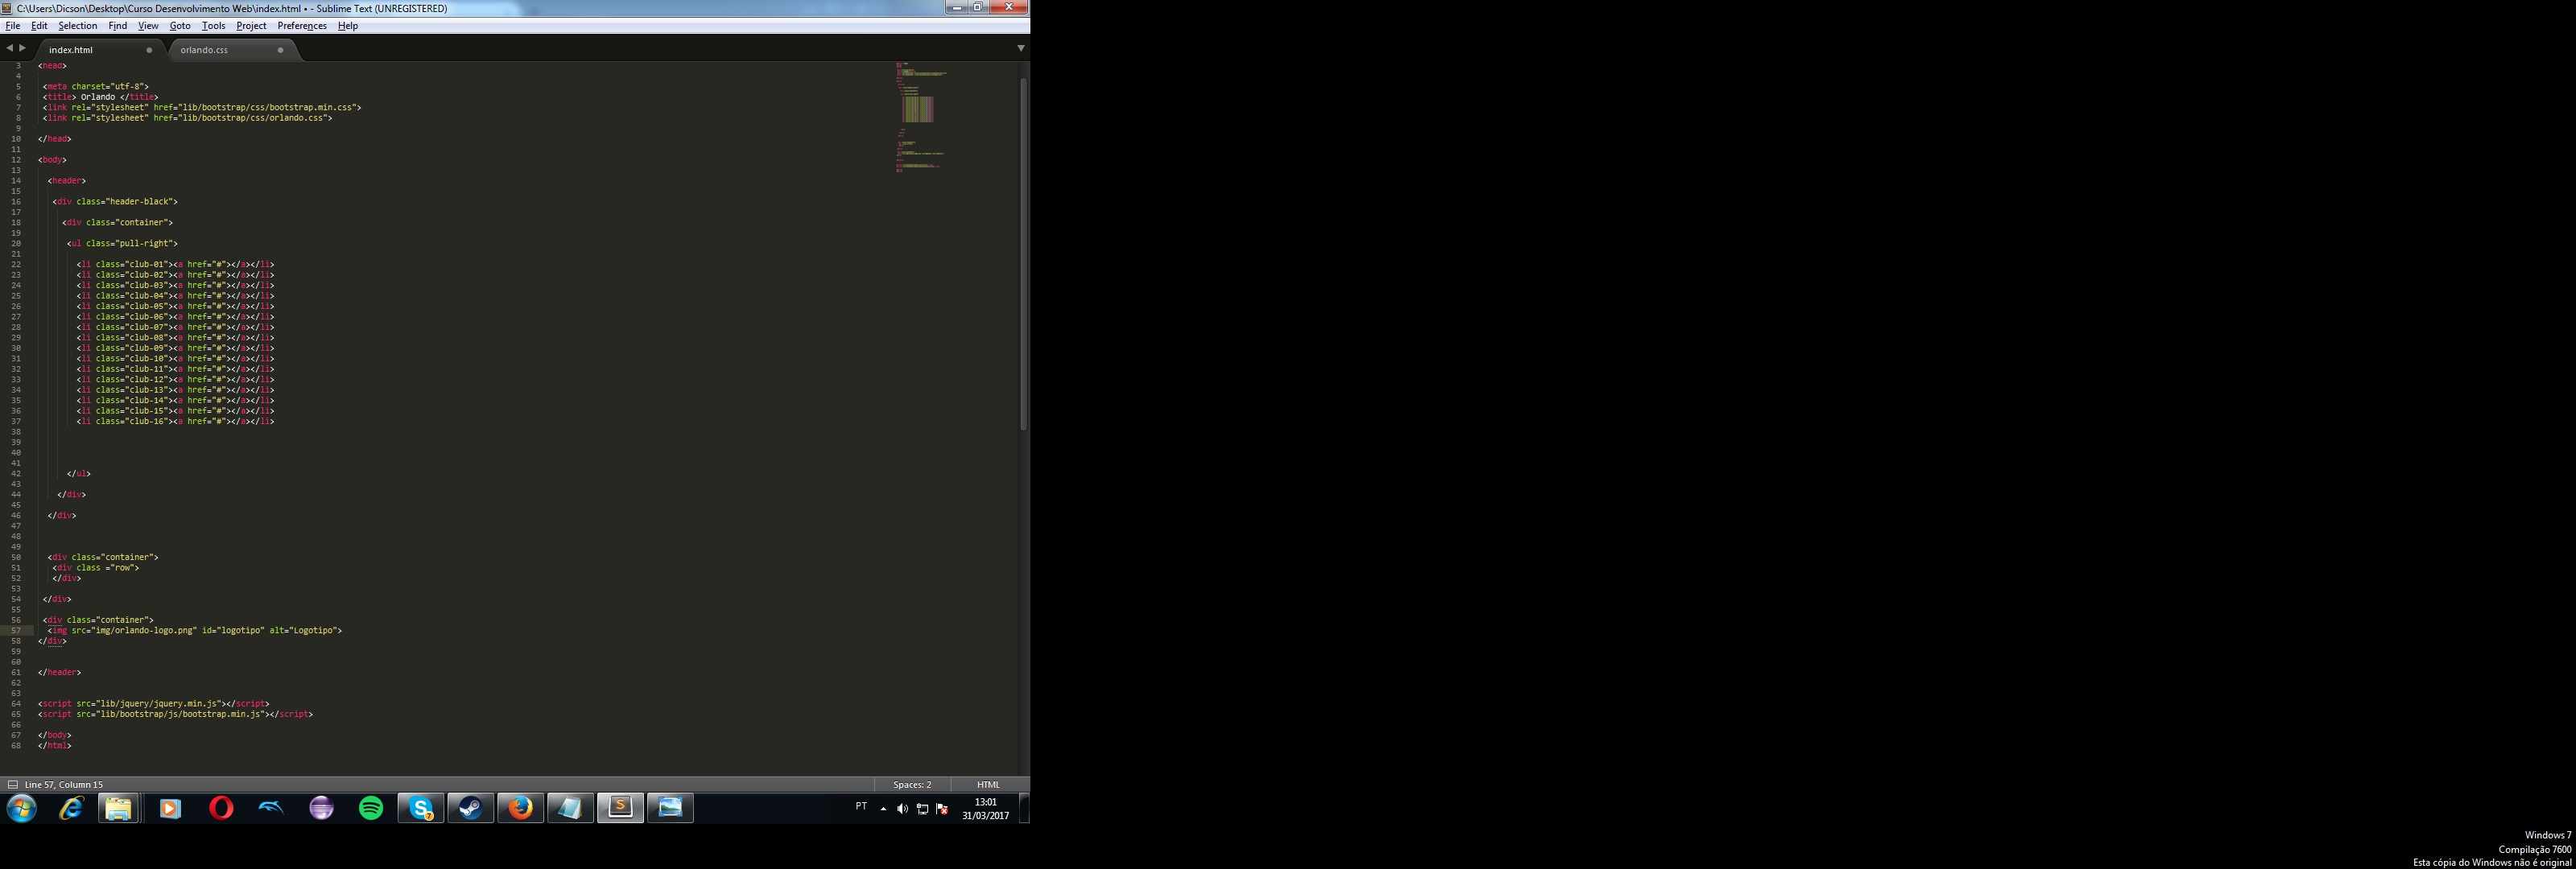 C:\Users\Dicson\Desktop\Curso Desenvolvimento Web\index.html • - Sublime Text (UNREGISTERED)
File Edit Selection Find View Goto Tools Project Preferences Help
index.html orlando.css
3 <head>
4
5 <meta charset="utf-8">
6 <title> Orlando </title>
7 <link rel="stylesheet" href="lib/bootstrap/css/bootstrap.min.css">
8 <link rel="stylesheet" href="lib/bootstrap/css/orlando.css">
9
10 </head>
11
12 <body>
13
14 <header>
15
16 <div class="header-black">
17
18 <div class="container">
19
20 <ul class="pull-right">
21
22 <li class="club-01"><a href="#"></a></li>
23 <li class="club-02"><a href="#"></a></li>
24 <li class="club-03"><a href="#"></a></li>
25 <li class="club-04"><a href="#"></a></li>
26 <li class="club-05"><a href="#"></a></li>
27 <li class="club-06"><a href="#"></a></li>
28 <li class="club-07"><a href="#"></a></li>
29 <li class="club-08"><a href="#"></a></li>
30 <li class="club-09"><a href="#"></a></li>
31 <li class="club-10"><a href="#"></a></li>
32 <li class="club-11"><a href="#"></a></li>
33 <li class="club-12"><a href="#"></a></li>
34 <li class="club-13"><a href="#"></a></li>
35 <li class="club-14"><a href="#"></a></li>
36 <li class="club-15"><a href="#"></a></li>
37 <li class="club-16"><a href="#"></a></li>
38
39
40
41
42 </ul>
43
44 </div>
45
46 </div>
47
48
49
50 <div class="container">
51 <div class ="row">
52 </div>
53
54 </div>
55
56 <div class="container">
57 <img src="img/orlando-logo.png" id="logotipo" alt="Logotipo">
58 </div>
59
60
61 </header>
62
63
64 <script src="lib/jquery/jquery.min.js"></script>
65 <script src="lib/bootstrap/js/bootstrap.min.js"></script>
66
67 </body>
68 </html>
Line 57, Column 15 Spaces: 2 HTML
PT 13:01
31/03/2017
Windows 7
Compilação 7600
Esta cópia do Windows não é original